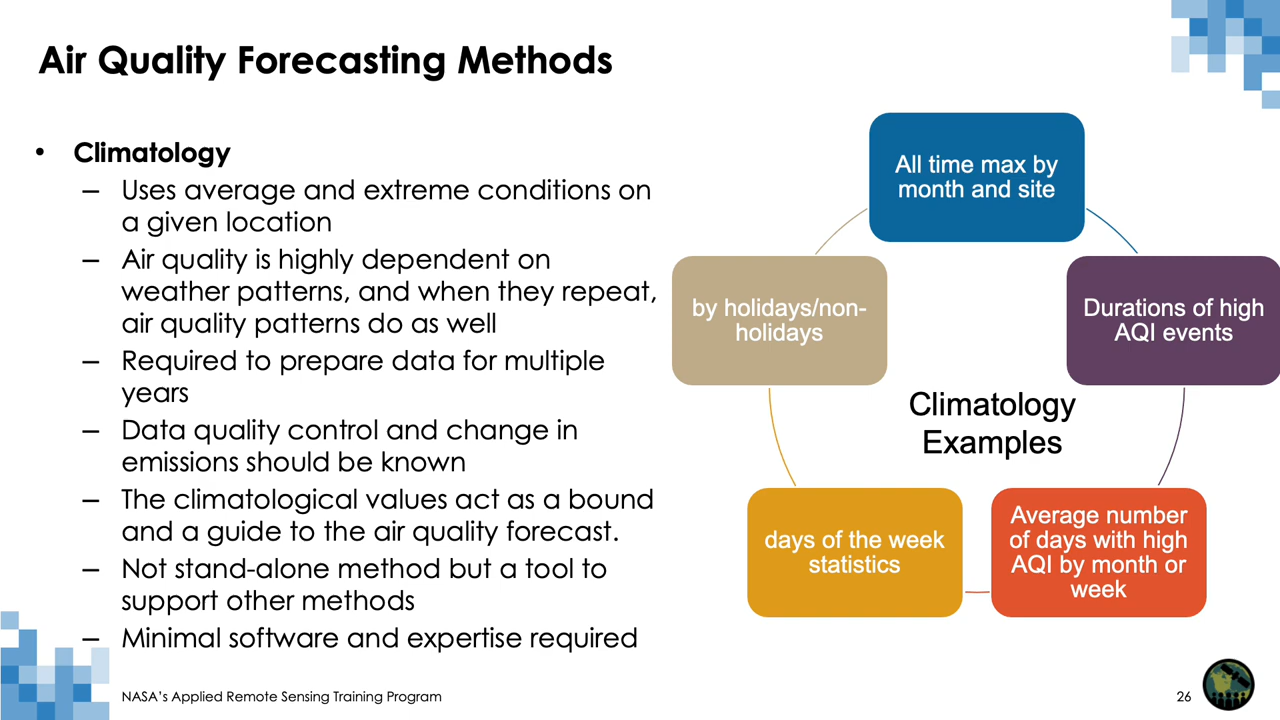 Air Quality Forecasting Methods
• Climatology
– Uses average and extreme conditions on
a given location
– Air quality is highly dependent on
weather patterns, and when they repeat,
air quality patterns do as well
– Required to prepare data for multiple
years
– Data quality control and change in
emissions should be known
– The climatological values act as a bound
and a guide to the air quality forecast.
– Not stand-alone method but a tool to
support other methods
– Minimal software and expertise required
All time max by
month and site
Durations of high
AQI events
Average number
of days with high
AQI by month or
week
days of the week
statistics
by holidays/non-
holidays
Climatology
Examples
NASA's Applied Remote Sensing Training Program
26